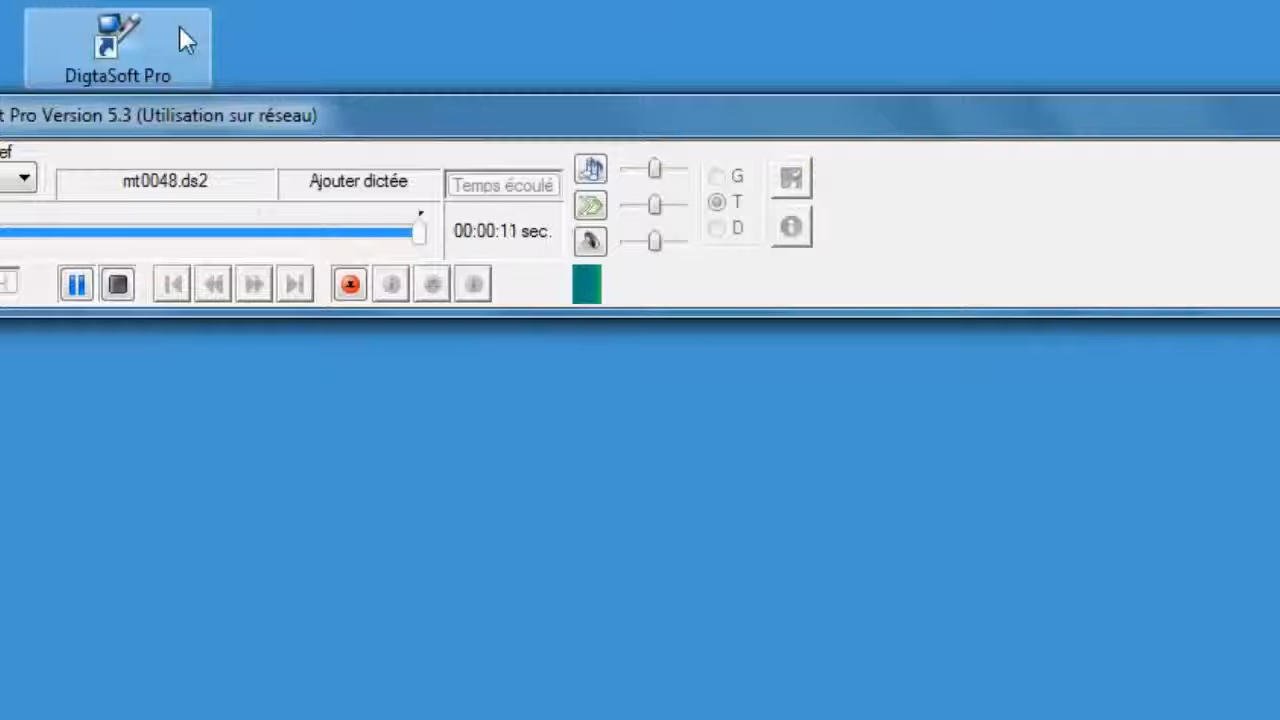 DigtaSoft Pro
t Pro Version 5.3 (Utilisation sur réseau)
ef
mt0048.ds2
Ajouter dictée
Temps écoulé
00:00:11 sec.
G
T
D